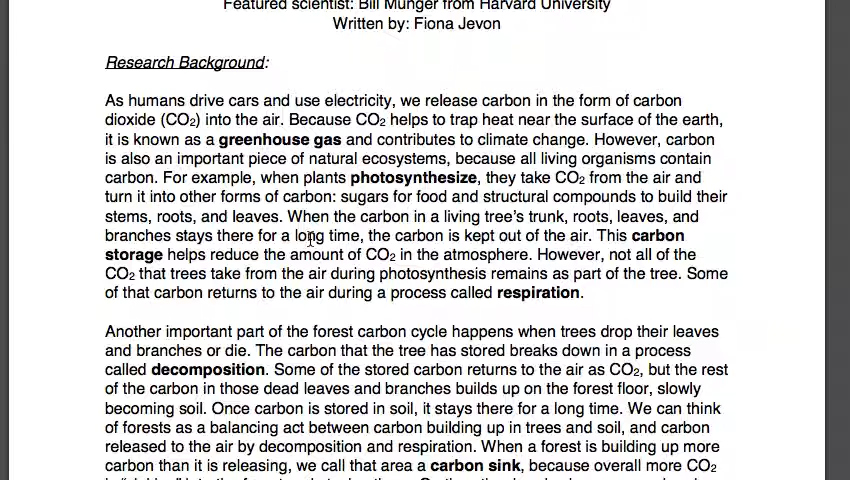 Featured scientist: Bill Munger from Harvard University
Written by: Fiona Jevon
Research Background:
As humans drive cars and use electricity, we release carbon in the form of carbon
dioxide (CO₂) into the air. Because CO₂ helps to trap heat near the surface of the earth,
it is known as a greenhouse gas and contributes to climate change. However, carbon
is also an important piece of natural ecosystems, because all living organisms contain
carbon. For example, when plants photosynthesize, they take CO₂ from the air and
turn it into other forms of carbon: sugars for food and structural compounds to build their
stems, roots, and leaves. When the carbon in a living tree's trunk, roots, leaves, and
branches stays there for a long time, the carbon is kept out of the air. This carbon
storage helps reduce the amount of CO₂ in the atmosphere. However, not all of the
CO₂ that trees take from the air during photosynthesis remains as part of the tree. Some
of that carbon returns to the air during a process called respiration.
Another important part of the forest carbon cycle happens when trees drop their leaves
and branches or die. The carbon that the tree has stored breaks down in a process
called decomposition. Some of the stored carbon returns to the air as CO₂, but the rest
of the carbon in those dead leaves and branches builds up on the forest floor, slowly
becoming soil. Once carbon is stored in soil, it stays there for a long time. We can think
of forests as a balancing act between carbon building up in trees and soil, and carbon
released to the air by decomposition and respiration. When a forest is building up more
carbon than it is releasing, we call that area a carbon sink, because overall more CO₂